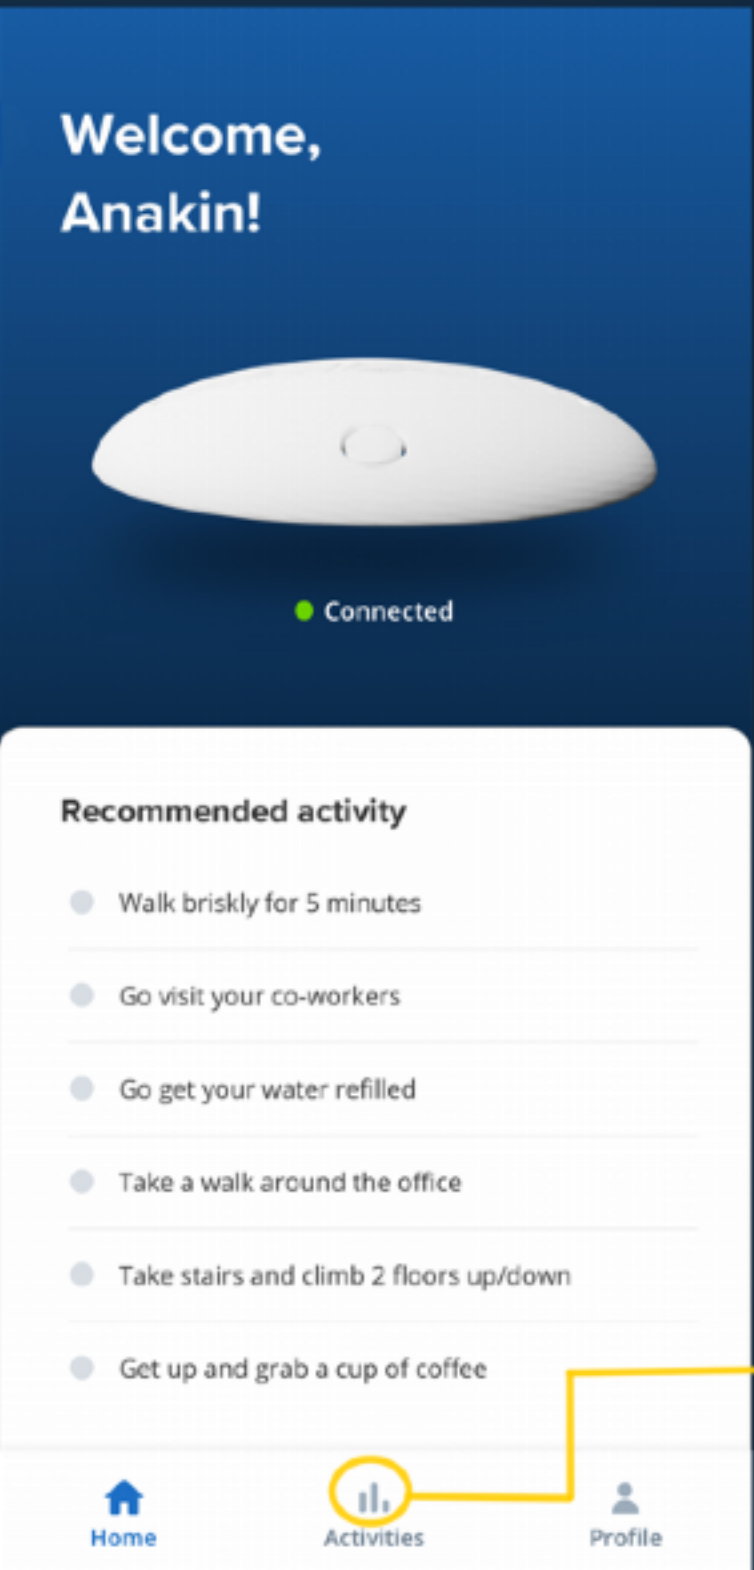 Welcome,
Anakin!
Connected
Recommended activity
Walk briskly for 5 minutes
Go visit your co-workers
Go get your water refilled
Take a walk around the office
Take stairs and climb 2 floors up/down
Get up and grab a cup of coffee
Home
Activities
Profile